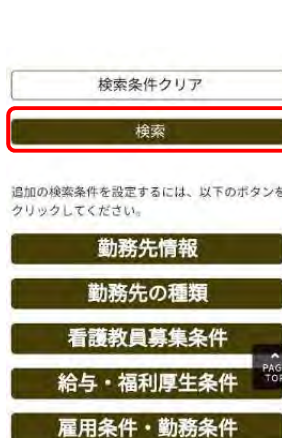 検索条件クリア
検索
追加の検索条件を設定するには、以下のボタンを
クリックしてください。
勤務先情報
勤務先の種類
看護教員募集条件
PAG
TOP
給与・福利厚生条件
雇用条件・勤務条件